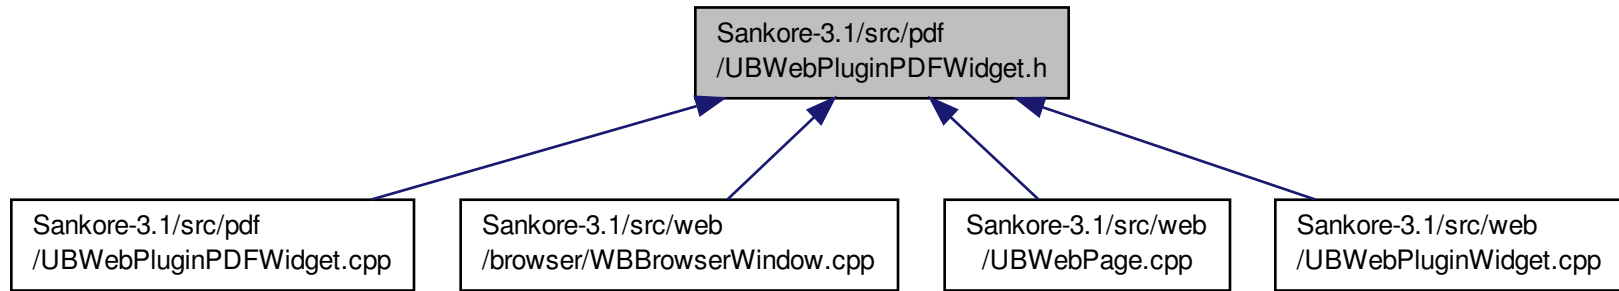 Sankore-3.1/src/pdf
/UBWebPluginPDFWidget.h
Sankore-3.1/src/pdf
/UBWebPluginPDFWidget.cpp
Sankore-3.1/src/web
/browser/WBBrowserWindow.cpp
Sankore-3.1/src/web
/UBWebPage.cpp
Sankore-3.1/src/web
/UBWebPluginWidget.cpp